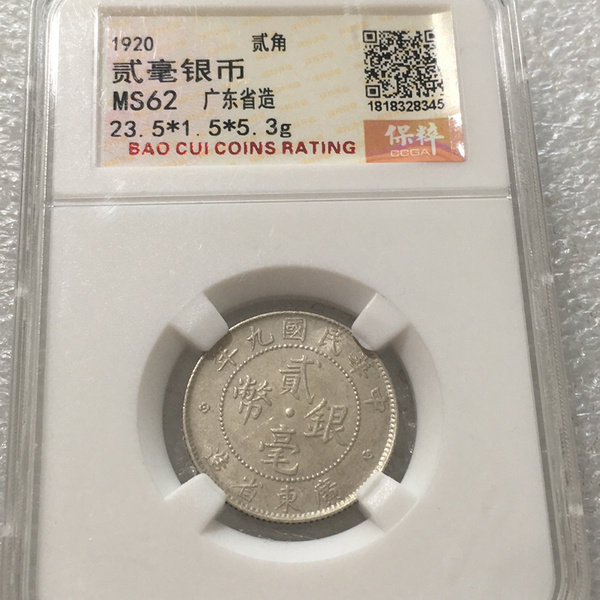 1920 贰角
贰毫银币
MS62 广东省造
1818328345
23.5*1.5*5.3g
保粹
CCGA
BAO CUI COINS RATING
中華民國九年
貳毫銀幣
廣東省造